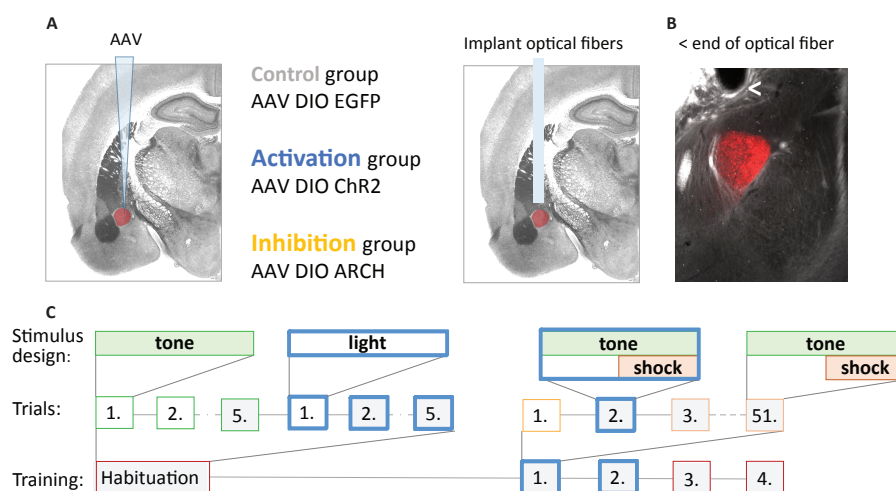 A
B
AAV
Implant optical fibers
< end of optical fiber
<
Control group
AAV DIO EGFP
Activation group
AAV DIO ChR2
Inhibition group
AAV DIO ARCH
C
Stimulus design:
tone
light
tone
shock
tone
shock
Trials:
1. 2. 5. 1. 2. 5. 1. 2. 3. 51.
Training:
Habituation 1. 2. 3. 4.